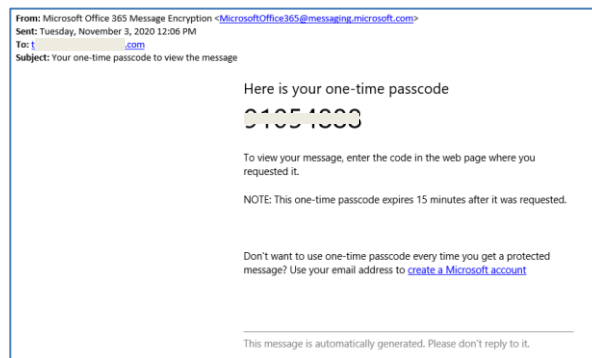 From: Microsoft Office 365 Message Encryption <MicrosoftOffice365@messaging.microsoft.com>
Sent: Tuesday, November 3, 2020 12:06 PM
To: t .com
Subject: Your one-time passcode to view the message
Here is your one-time passcode
To view your message, enter the code in the web page where you
requested it.
NOTE: This one-time passcode expires 15 minutes after it was requested.
Don't want to use one-time passcode every time you get a protected
message? Use your email address to create a Microsoft account
This message is automatically generated. Please don't reply to it.